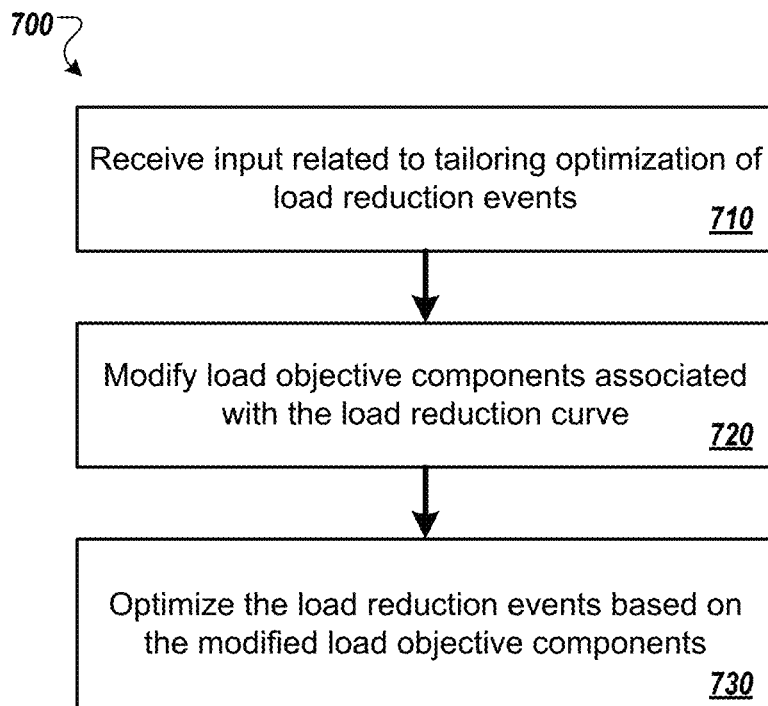 700
Receive input related to tailoring optimization of
load reduction events
710
Modify load objective components associated
with the load reduction curve
720
Optimize the load reduction events based on
the modified load objective components
730